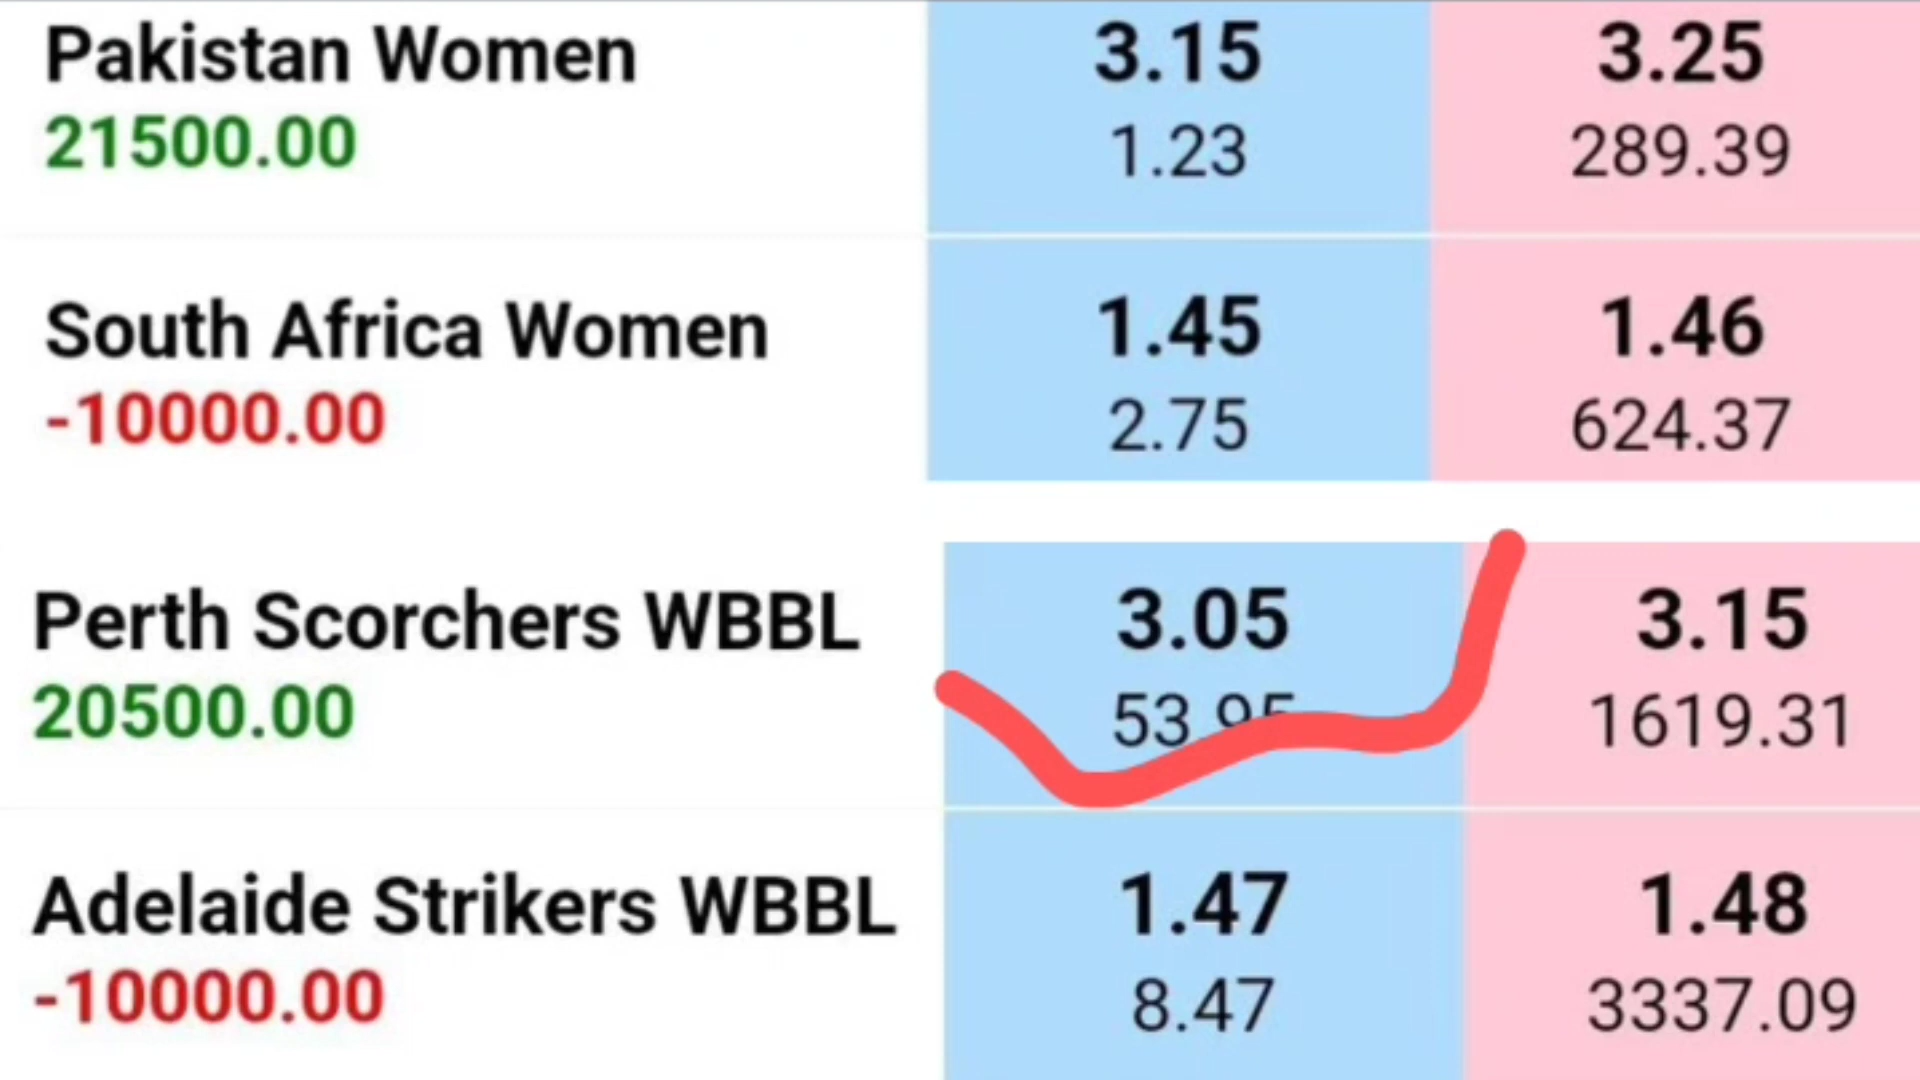 Pakistan Women 3.15 3.25
21500.00 1.23 289.39
South Africa Women 1.45 1.46
-10000.00 2.75 624.37
Perth Scorchers WBBL 3.05 3.15
20500.00 53.95 1619.31
Adelaide Strikers WBBL 1.47 1.48
-10000.00 8.47 3337.09